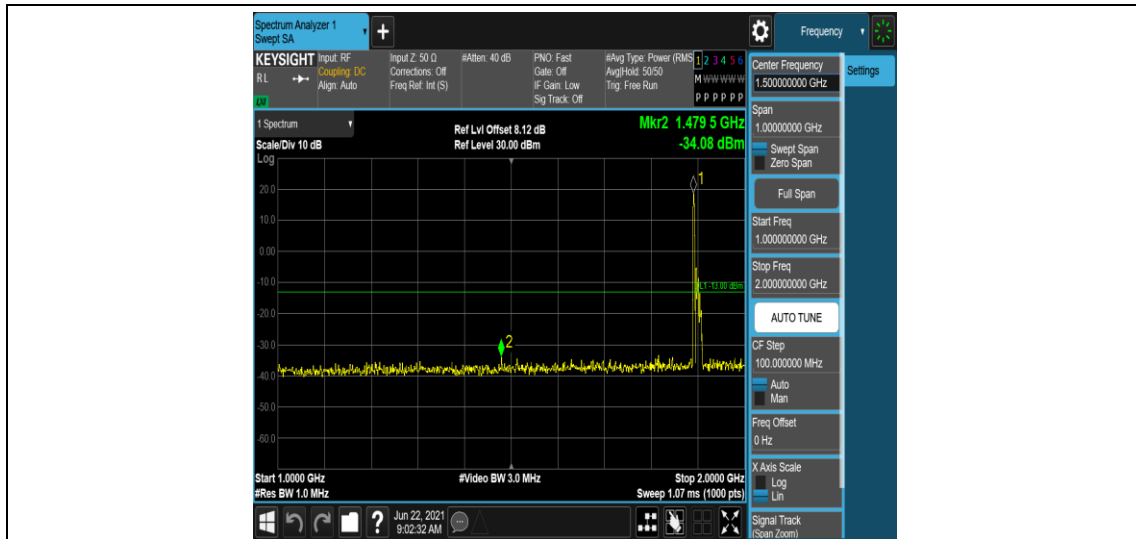 Spectrum Analyzer 1
Swept SA
+
Frequency
KEYSIGHT
RL
LXI
Input: RF
Coupling: DC
Align: Auto
Input Z: 50 Ω
Corrections: Off
Freq Ref: Int (S)
#Atten: 40 dB
PNO: Fast
Gate: Off
IF Gain: Low
Sig Track: Off
#Avg Type: Power (RMS
Avg|Hold: 50/50
Trig: Free Run
1 2 3 4 5 6
M W W W W W
P P P P P P
1 Spectrum
Scale/Div 10 dB
Log
Ref Lvl Offset 8.12 dB
Ref Level 30.00 dBm
Mkr2 1.479 5 GHz
-34.08 dBm
20.0
10.0
0.00
-10.0
-20.0
-30.0
-40.0
-50.0
-60.0
1
L1 -13.00 dBm
2
Start 1.0000 GHz
#Res BW 1.0 MHz
#Video BW 3.0 MHz
Stop 2.0000 GHz
Sweep 1.07 ms (1000 pts)
Center Frequency
1.500000000 GHz
Settings
Span
1.00000000 GHz
Swept Span
Zero Span
Full Span
Start Freq
1.000000000 GHz
Stop Freq
2.000000000 GHz
AUTO TUNE
CF Step
100.000000 MHz
Auto
Man
Freq Offset
0 Hz
X Axis Scale
Log
Lin
Signal Track
(Span Zoom)
?
Jun 22, 2021
9:02:32 AM